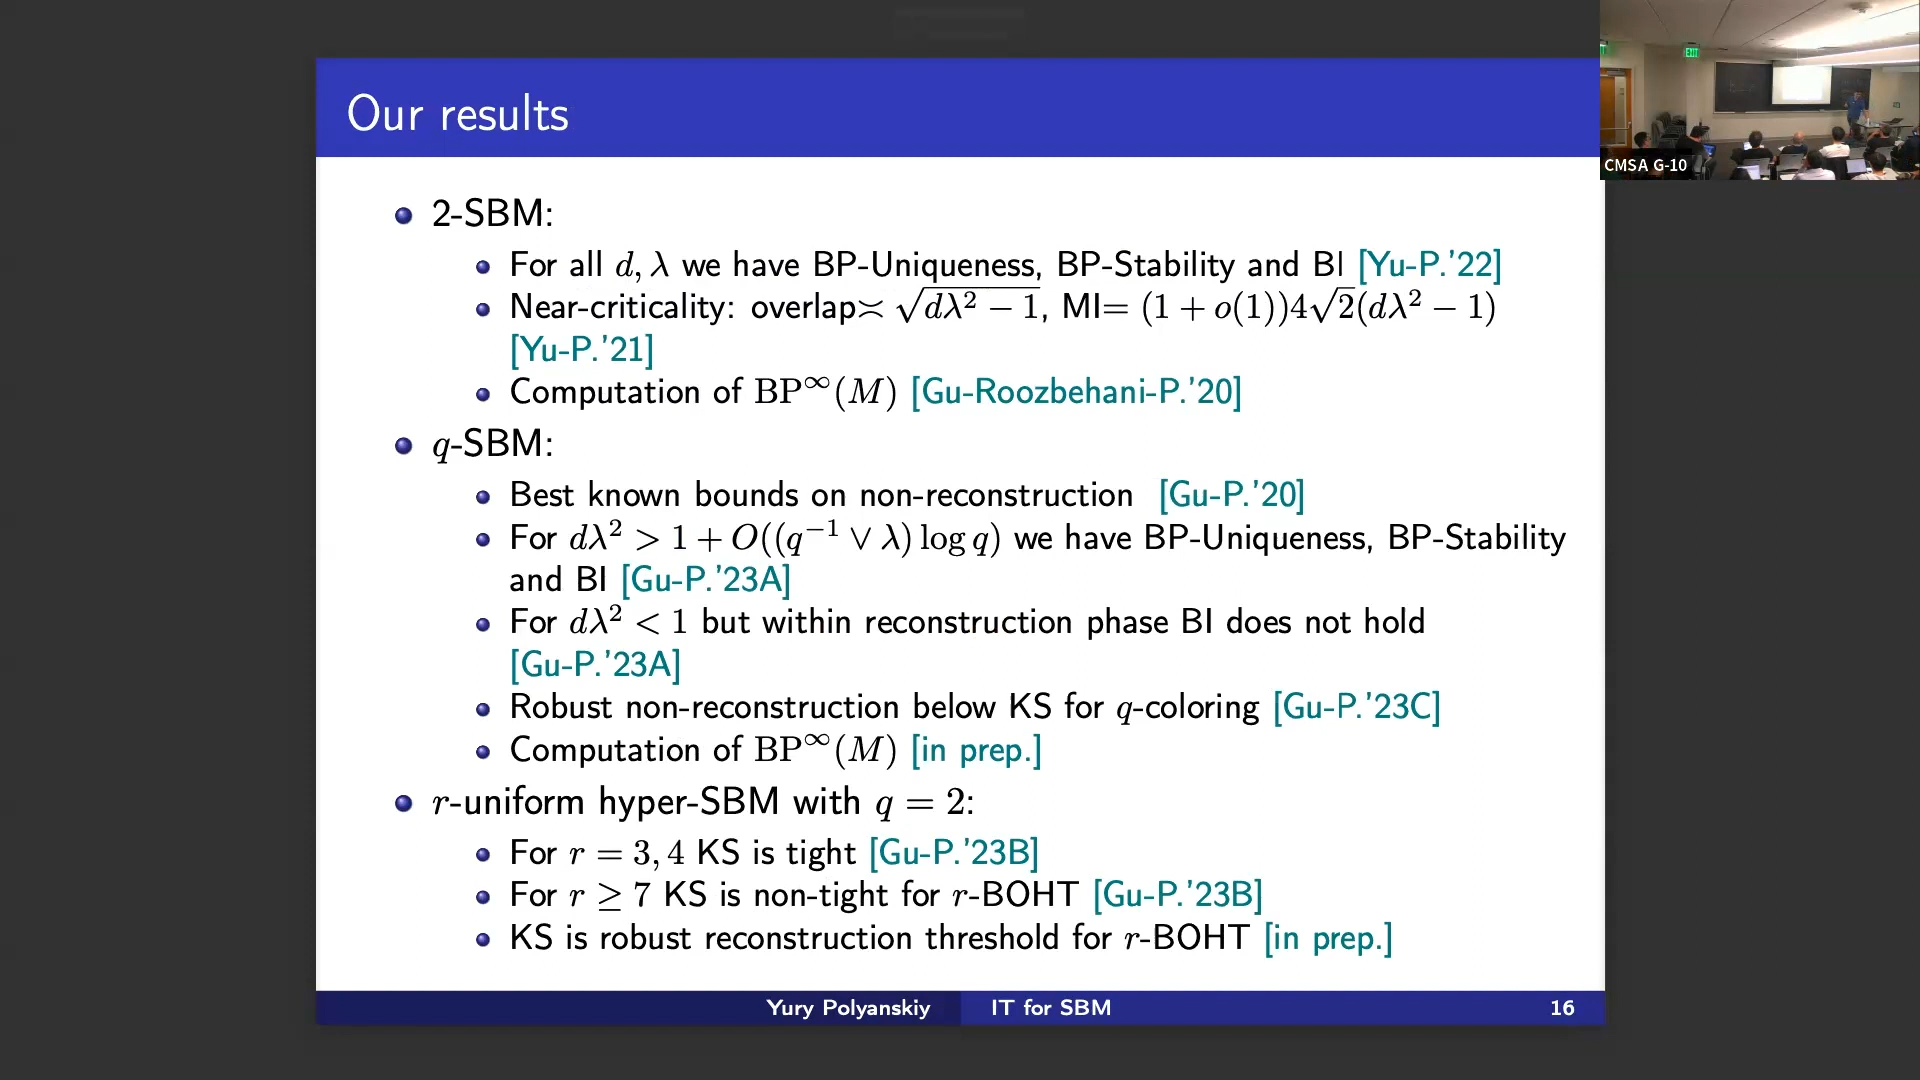 Our results
2-SBM:
For all d, λ we have BP-Uniqueness, BP-Stability and BI [Yu-P.'22]
Near-criticality: overlap≍ √(dλ² − 1), MI= (1 + o(1))4√2(dλ² − 1)
[Yu-P.'21]
Computation of BP^∞(M) [Gu-Roozbehani-P.'20]
q-SBM:
Best known bounds on non-reconstruction [Gu-P.'20]
For dλ² > 1 + O((q⁻¹ ∨ λ) log q) we have BP-Uniqueness, BP-Stability
and BI [Gu-P.'23A]
For dλ² < 1 but within reconstruction phase BI does not hold
[Gu-P.'23A]
Robust non-reconstruction below KS for q-coloring [Gu-P.'23C]
Computation of BP^∞(M) [in prep.]
r-uniform hyper-SBM with q = 2:
For r = 3, 4 KS is tight [Gu-P.'23B]
For r ≥ 7 KS is non-tight for r-BOHT [Gu-P.'23B]
KS is robust reconstruction threshold for r-BOHT [in prep.]
Yury Polyanskiy IT for SBM 16
EXIT
CMSA G-10